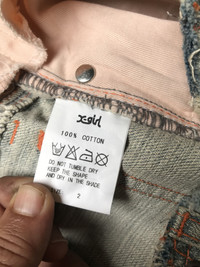 X-girl
100% COTTON
DO NOT TUMBLE DRY
KEEP THE SHAPE
AND DRY IN THE SHADE
2